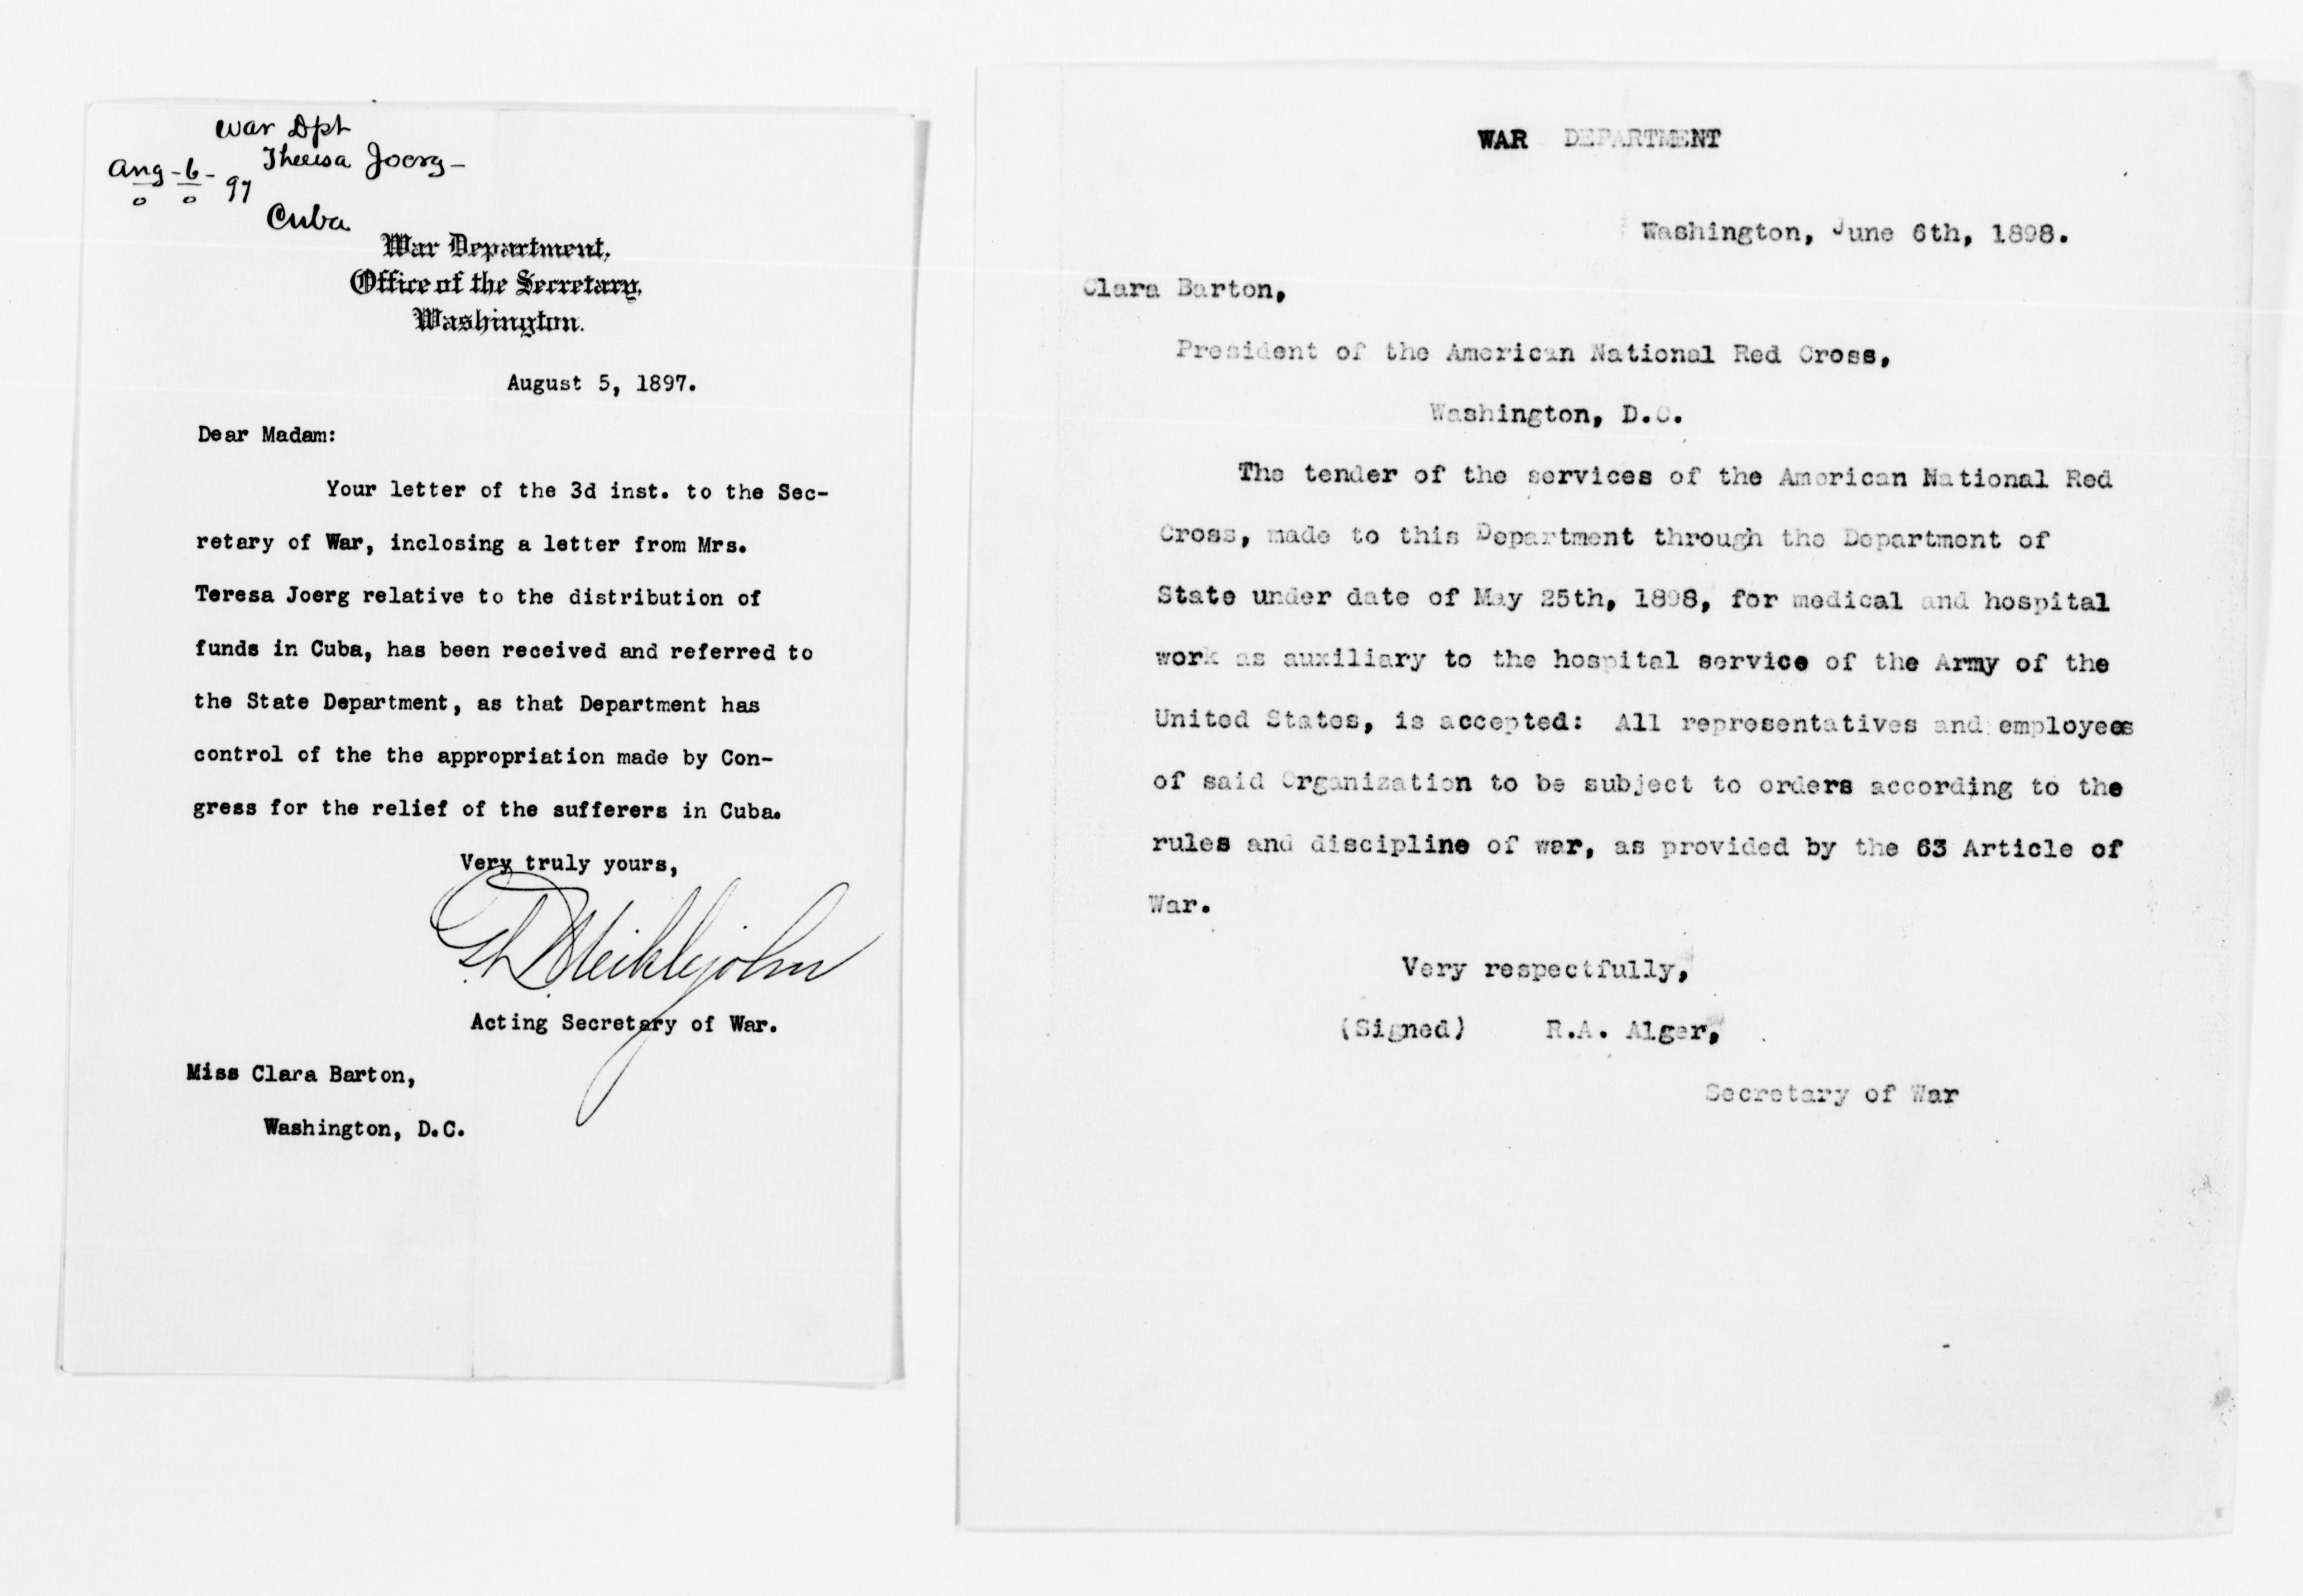 War Dpt
Theresa Joerg-
Aug-6-97
Cuba
War Department,
Office of the Secretary,
Washington.
August 5, 1897.
Dear Madam:
Your letter of the 3d inst. to the Sec-
retary of War, inclosing a letter from Mrs.
Teresa Joerg relative to the distribution of
funds in Cuba, has been received and referred to
the State Department, as that Department has
control of the the appropriation made by Con-
gress for the relief of the sufferers in Cuba.
Very truly yours,
G. D. Meiklejohn
Acting Secretary of War.
Miss Clara Barton,
Washington, D.C.
WAR DEPARTMENT
Washington, June 6th, 1898.
Clara Barton,
President of the American National Red Cross,
Washington, D.C.
The tender of the services of the American National Red
Cross, made to this Department through the Department of
State under date of May 25th, 1898, for medical and hospital
work as auxiliary to the hospital service of the Army of the
United States, is accepted: All representatives and employees
of said Organization to be subject to orders according to the
rules and discipline of war, as provided by the 63 Article of
War.
Very respectfully,
(Signed) R.A. Alger,
Secretary of War